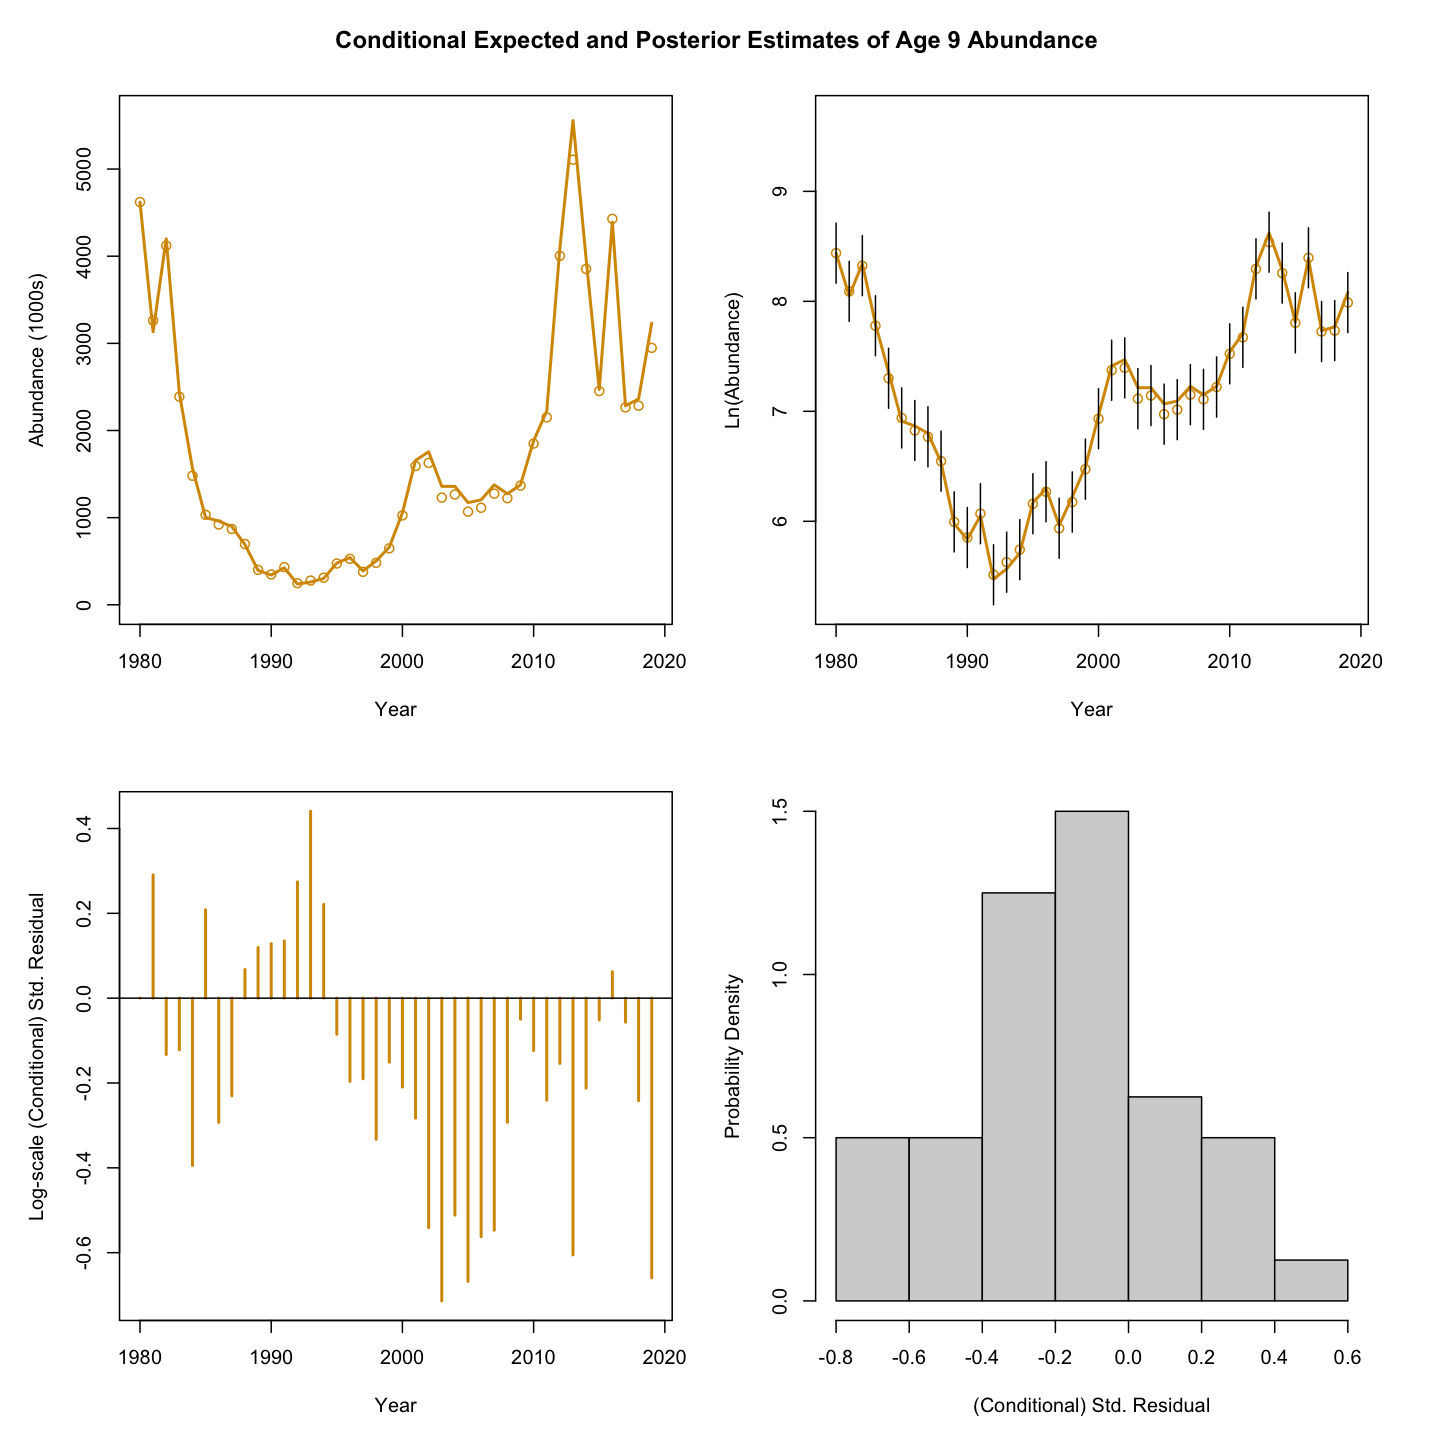 Conditional Expected and Posterior Estimates of Age 9 Abundance
Abundance (1000s)
0 1000 2000 3000 4000 5000
1980 1990 2000 2010 2020
Year
Ln(Abundance)
6 7 8 9
1980 1990 2000 2010 2020
Year
Log-scale (Conditional) Std. Residual
-0.6 -0.4 -0.2 0.0 0.2 0.4
1980 1990 2000 2010 2020
Year
Probability Density
0.0 0.5 1.0 1.5
-0.8 -0.6 -0.4 -0.2 0.0 0.2 0.4 0.6
(Conditional) Std. Residual